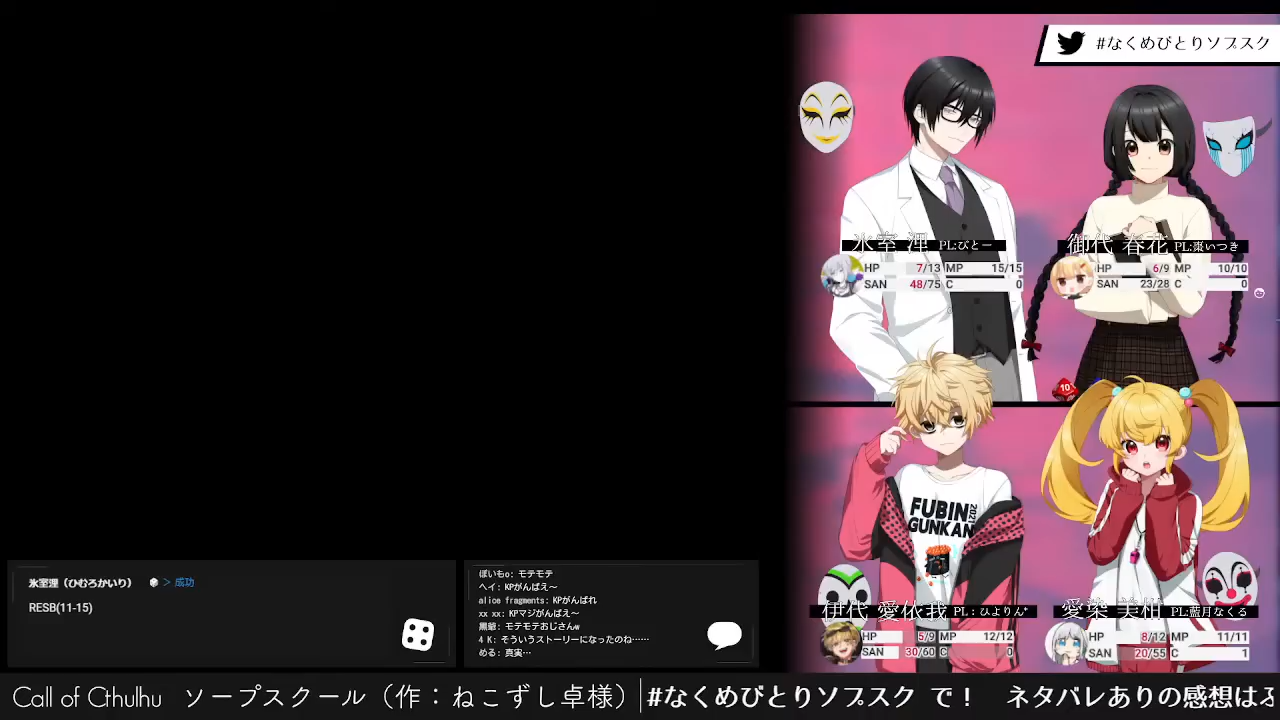 #なくめびとりソプスク
氷室 浬 PL:びとー
HP 7/13 MP 15/15
SAN 48/75 C 0
御代 春花 PL:棗いつき
HP 6/9 MP 10/10
SAN 23/28 C 0
10
FUBIN
GUNKAN
2021
伊代 愛依我 PL：ひよりん
HP 5/9 MP 12/12
SAN 30/60 C 0
愛染 美柑 PL:藍月なくる
HP 8/12 MP 11/11
SAN 20/55 C 1
氷室浬（ひむろかいり） > 成功
RESB(11-15)
ぽいもo: モテモテ
ヘイ: KPがんばえ～
alice fragments: KPがんばれ
xx xx: KPマジがんばえ～
黒爺: モテモテおじさんw
4 K: そういうストーリーになったのね……
める: 真実…
Call of Cthulhu ソープスクール（作：ねこずし卓様）|#なくめびとりソプスク で！ ネタバレありの感想はふ